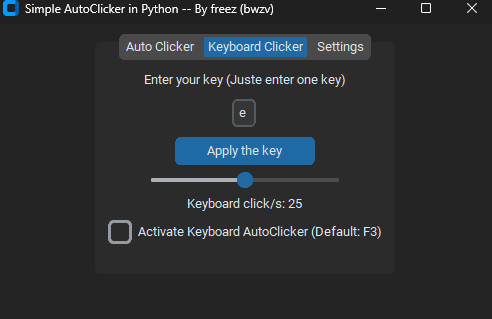 Simple AutoClicker in Python -- By freez (bwzv)
Auto Clicker Keyboard Clicker Settings
Enter your key (Juste enter one key)
e
Apply the key
Keyboard click/s: 25
Activate Keyboard AutoClicker (Default: F3)